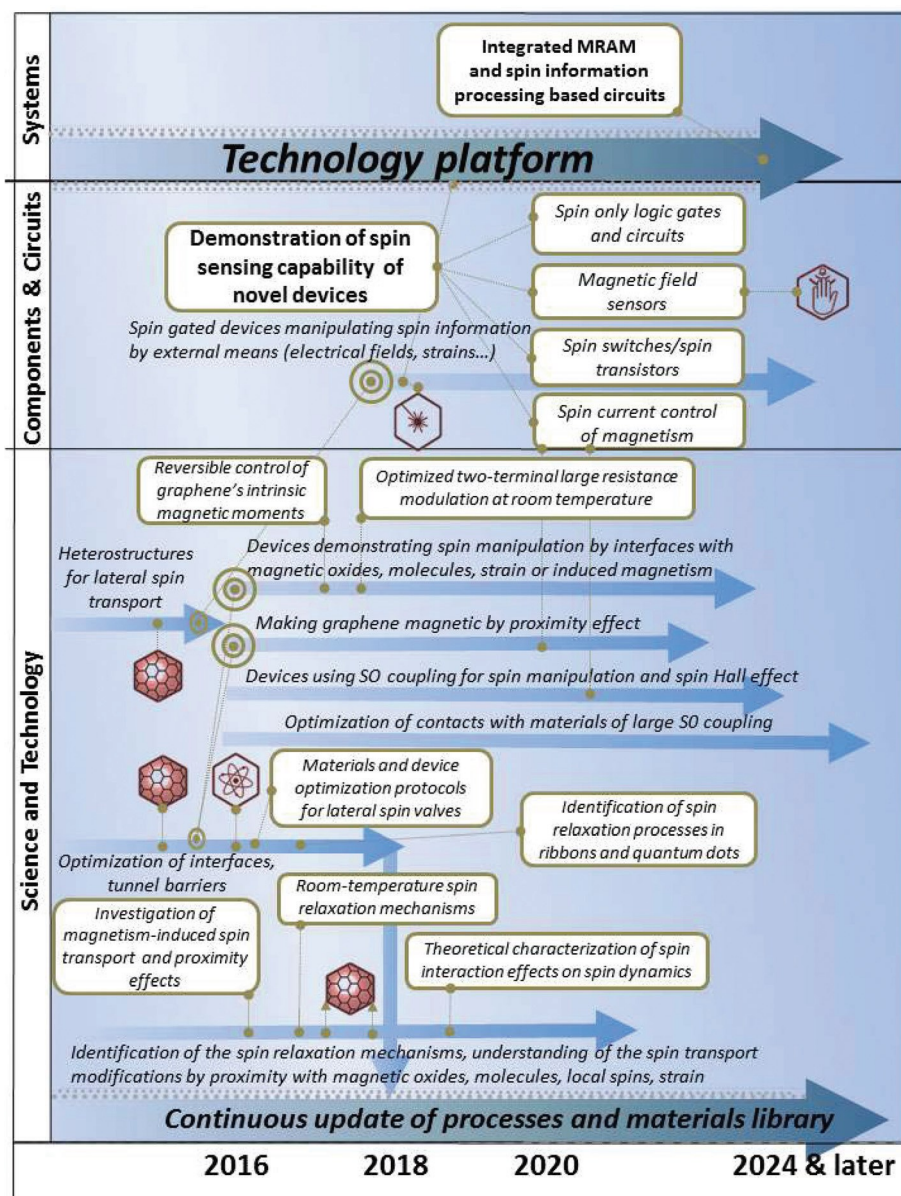 Systems
Integrated MRAM
and spin information
processing based circuits
Technology platform
Components & Circuits
Demonstration of spin
sensing capability of
novel devices
Spin only logic gates
and circuits
Magnetic field
sensors
Spin gated devices manipulating spin information
by external means (electrical fields, strains...)
Spin switches/spin
transistors
Spin current control
of magnetism
Science and Technology
Reversible control of
graphene's intrinsic
magnetic moments
Optimized two-terminal large resistance
modulation at room temperature
Heterostructures
for lateral spin
transport
Devices demonstrating spin manipulation by interfaces with
magnetic oxides, molecules, strain or induced magnetism
Making graphene magnetic by proximity effect
Devices using SO coupling for spin manipulation and spin Hall effect
Optimization of contacts with materials of large SO coupling
Materials and device
optimization protocols
for lateral spin valves
Identification of spin
relaxation processes in
ribbons and quantum dots
Optimization of interfaces,
tunnel barriers
Room-temperature spin
relaxation mechanisms
Investigation of
magnetism-induced spin
transport and proximity
effects
Theoretical characterization of spin
interaction effects on spin dynamics
Identification of the spin relaxation mechanisms, understanding of the spin transport
modifications by proximity with magnetic oxides, molecules, local spins, strain
Continuous update of processes and materials library
2016 2018 2020 2024 & later